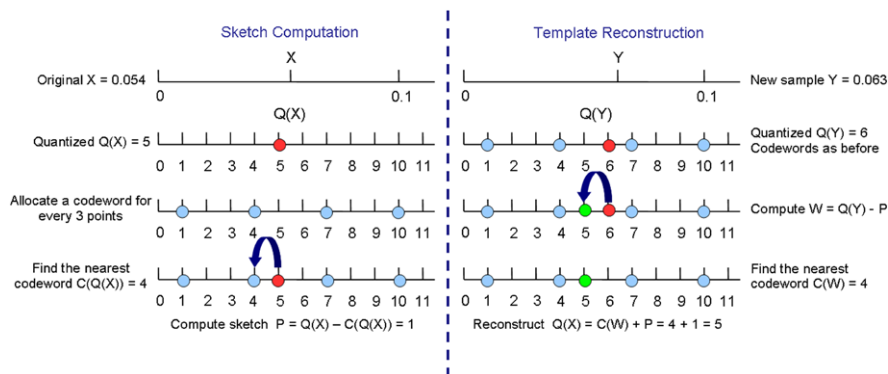 Sketch Computation
X
Original X = 0.054
0 0.1
Q(X)
Quantized Q(X) = 5
0 1 2 3 4 5 6 7 8 9 10 11
Allocate a codeword for
every 3 points
0 1 2 3 4 5 6 7 8 9 10 11
Find the nearest
codeword C(Q(X)) = 4
0 1 2 3 4 5 6 7 8 9 10 11
Compute sketch P = Q(X) – C(Q(X)) = 1
Template Reconstruction
Y
New sample Y = 0.063
0 0.1
Q(Y)
Quantized Q(Y) = 6
Codewords as before
0 1 2 3 4 5 6 7 8 9 10 11
Compute W = Q(Y) - P
0 1 2 3 4 5 6 7 8 9 10 11
Find the nearest
codeword C(W) = 4
0 1 2 3 4 5 6 7 8 9 10 11
Reconstruct Q(X) = C(W) + P = 4 + 1 = 5